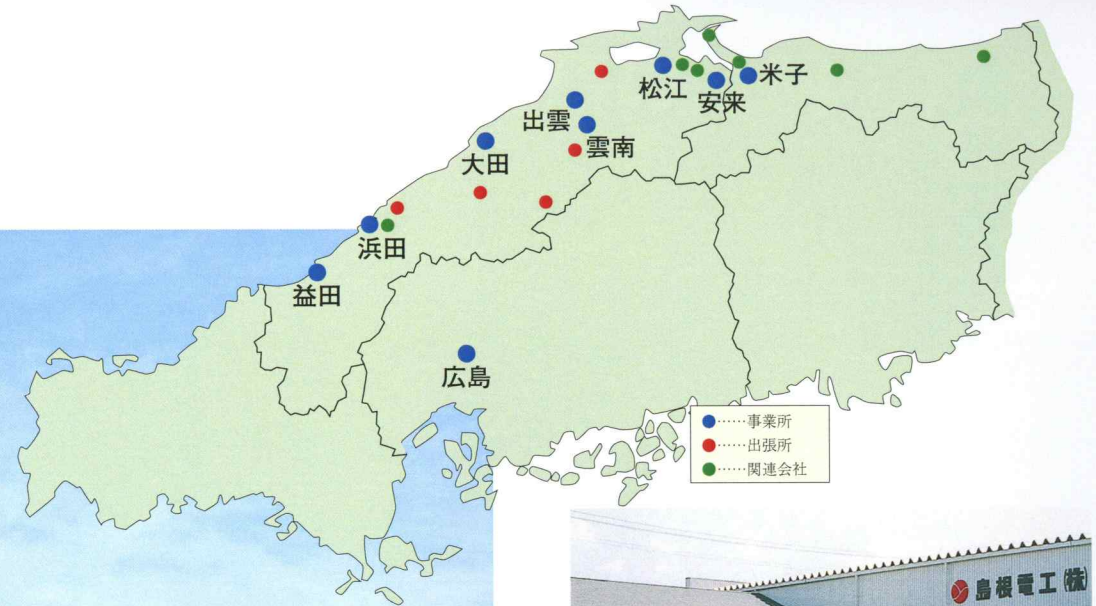 松江
安来
米子
出雲
雲南
大田
浜田
益田
広島
●……事業所
●……出張所
●……関連会社
島根電工(株)